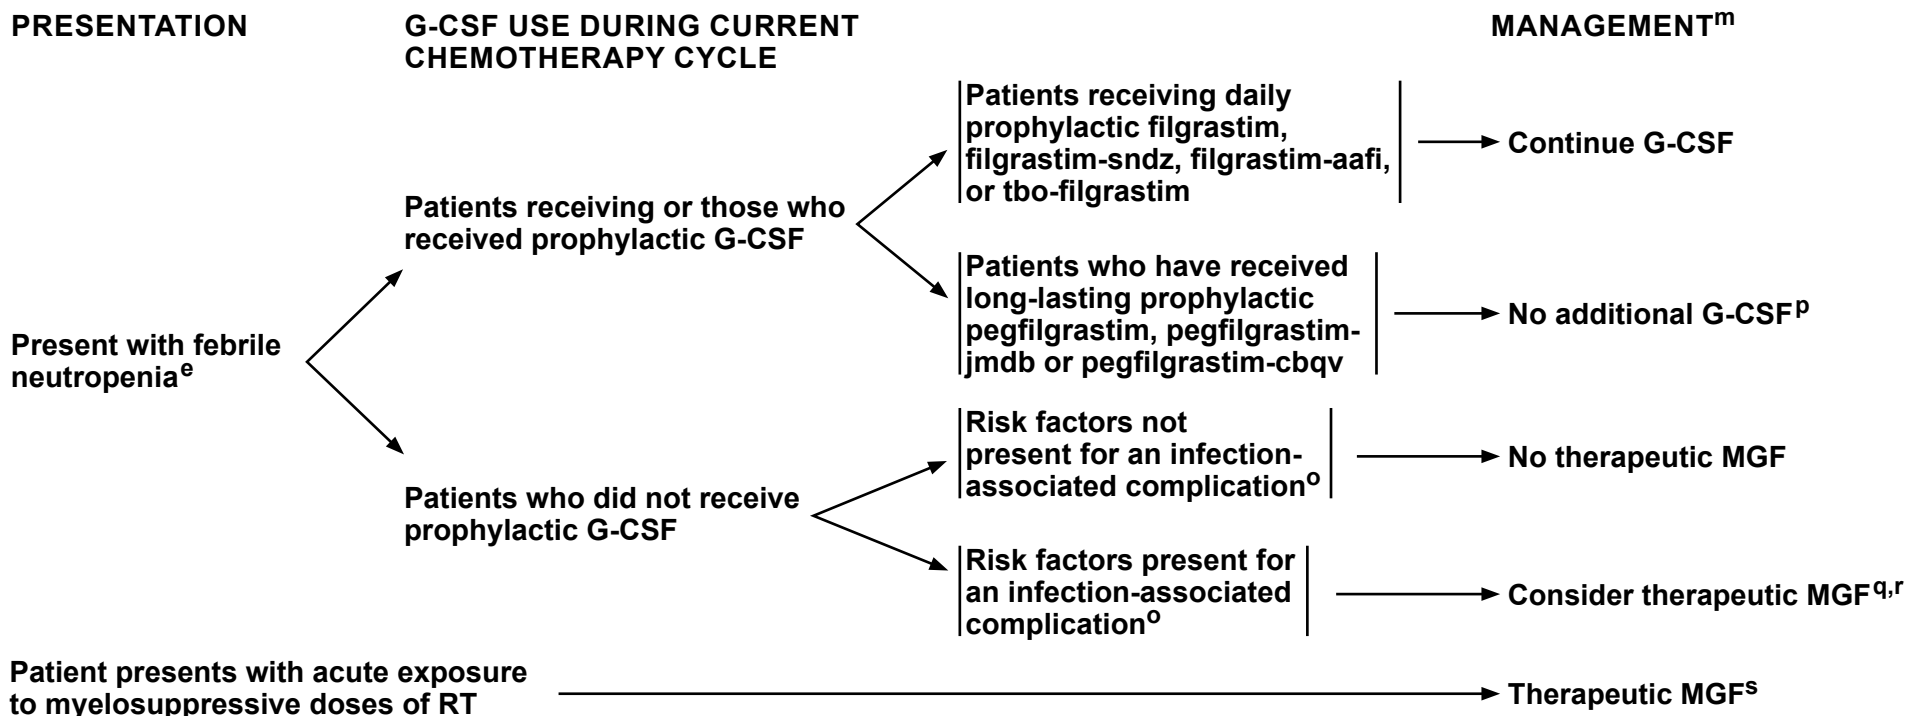 PRESENTATION
G-CSF USE DURING CURRENT
CHEMOTHERAPY CYCLE
MANAGEMENTᵐ
Patients receiving daily
prophylactic filgrastim,
filgrastim-sndz, filgrastim-aafi,
or tbo-filgrastim
Continue G-CSF
Patients receiving or those who
received prophylactic G-CSF
Patients who have received
long-lasting prophylactic
pegfilgrastim, pegfilgrastim-
jmdb or pegfilgrastim-cbqv
No additional G-CSFᵖ
Present with febrile
neutropeniaᵉ
Risk factors not
present for an infection-
associated complicationᵒ
No therapeutic MGF
Patients who did not receive
prophylactic G-CSF
Risk factors present for
an infection-associated
complicationᵒ
Consider therapeutic MGF^q,r
Patient presents with acute exposure
to myelosuppressive doses of RT
Therapeutic MGFˢ